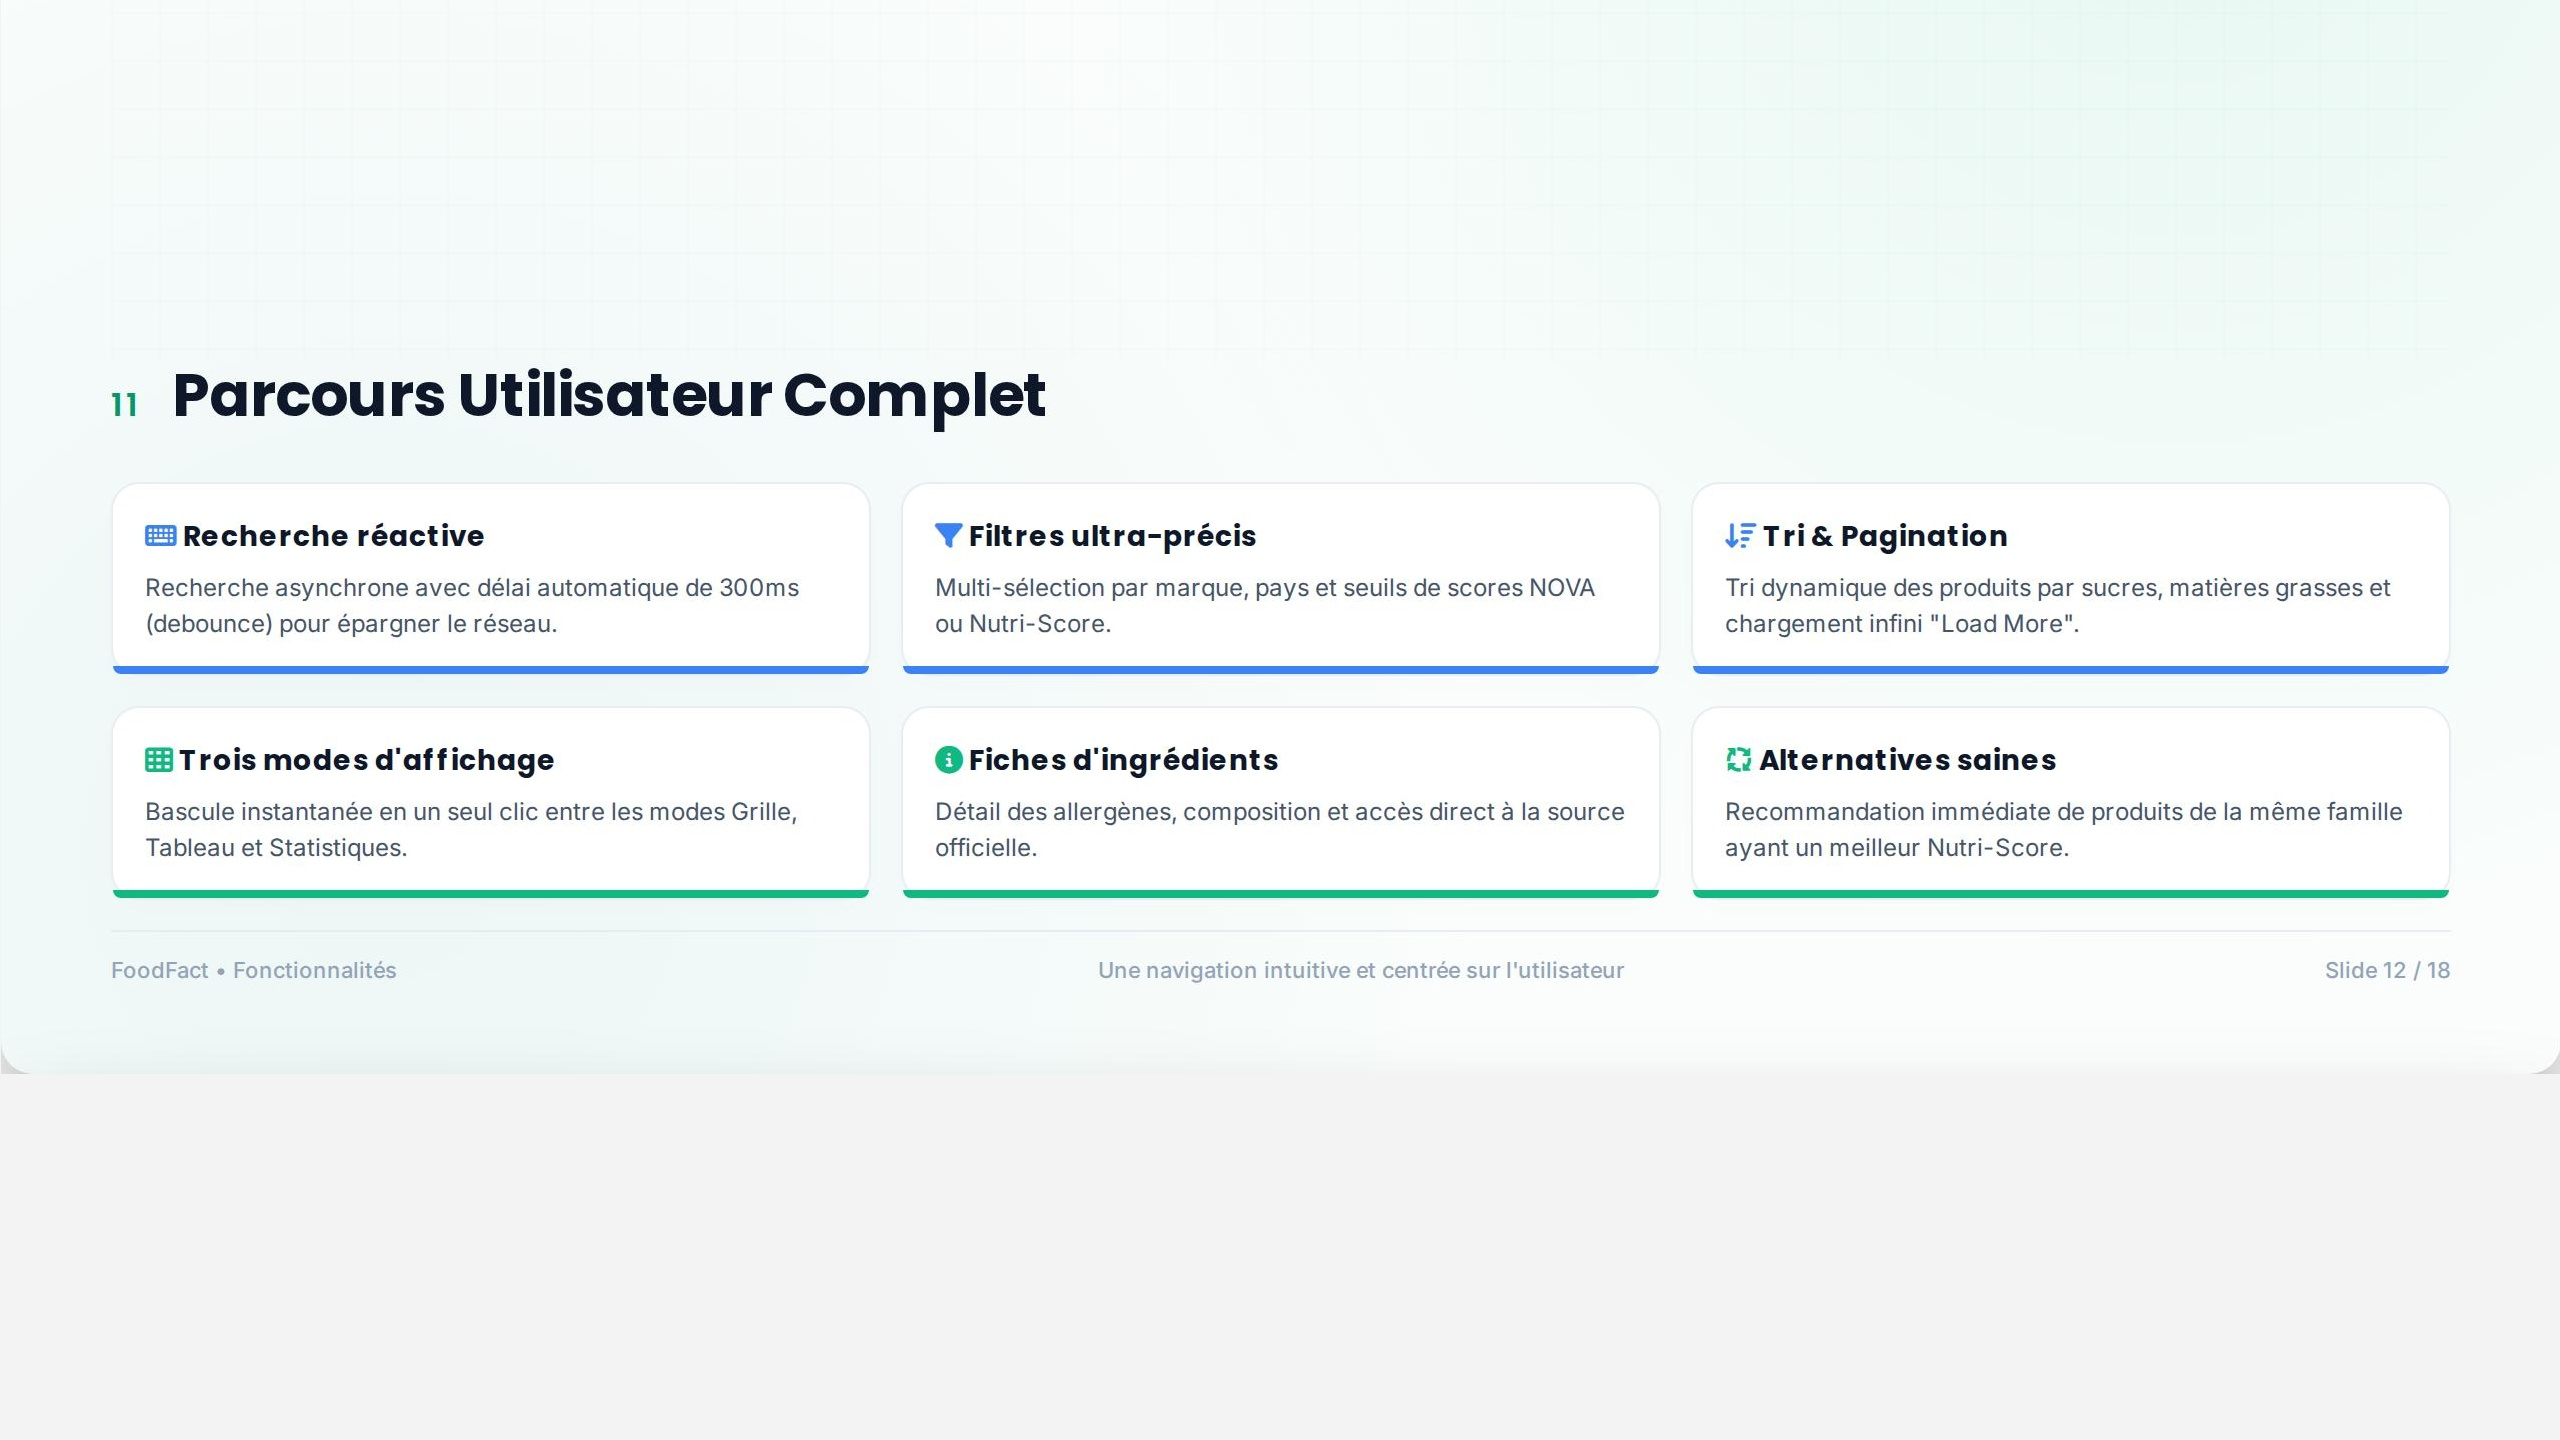 11 Parcours Utilisateur Complet
Recherche réactive
Recherche asynchrone avec délai automatique de 300ms
(debounce) pour épargner le réseau.
Filtres ultra-précis
Multi-sélection par marque, pays et seuils de scores NOVA
ou Nutri-Score.
Tri & Pagination
Tri dynamique des produits par sucres, matières grasses et
chargement infini "Load More".
Trois modes d'affichage
Bascule instantanée en un seul clic entre les modes Grille,
Tableau et Statistiques.
Fiches d'ingrédients
Détail des allergènes, composition et accès direct à la source
officielle.
Alternatives saines
Recommandation immédiate de produits de la même famille
ayant un meilleur Nutri-Score.
FoodFact • Fonctionnalités
Une navigation intuitive et centrée sur l'utilisateur
Slide 12 / 18